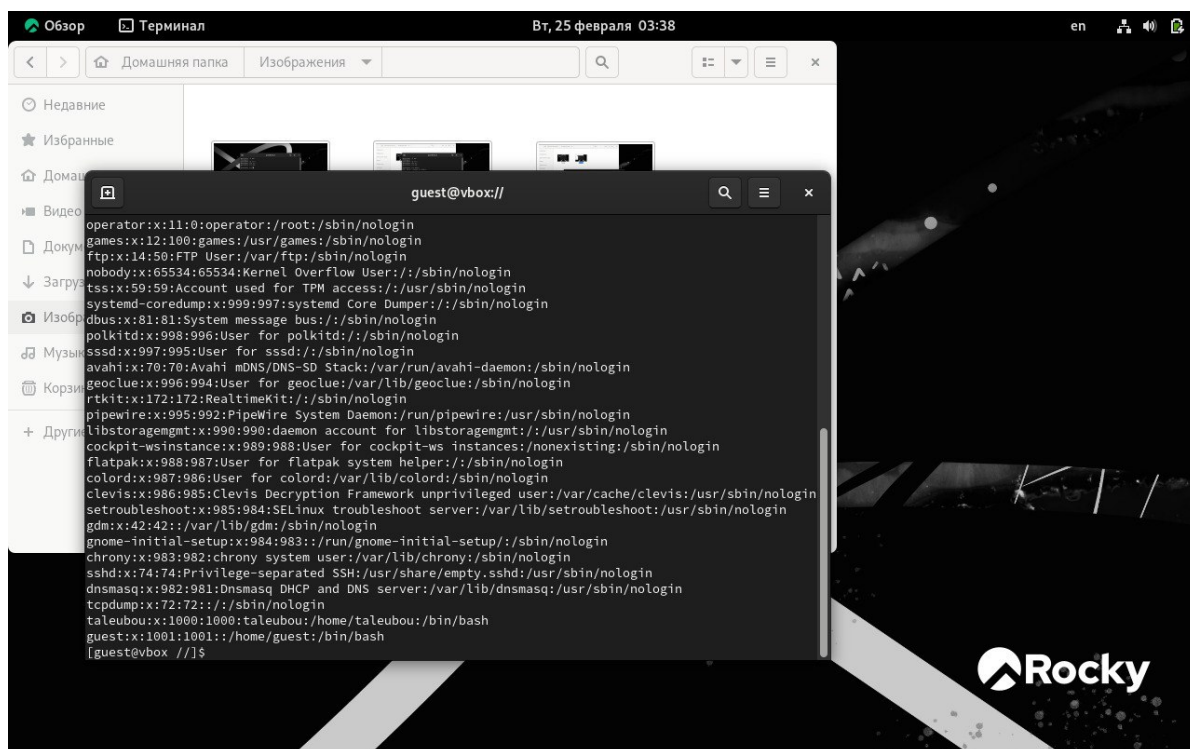 Обзор
Терминал
Вт, 25 февраля 03:38
en
Домашняя папка
Изображения
Недавние
Избранные
Домаш
Видео
Докум
Загруз
Изобра
Музык
Корзин
Другие
guest@vbox://
operator:x:11:0:operator:/root:/sbin/nologin
games:x:12:100:games:/usr/games:/sbin/nologin
ftp:x:14:50:FTP User:/var/ftp:/sbin/nologin
nobody:x:65534:65534:Kernel Overflow User:/:/sbin/nologin
tss:x:59:59:Account used for TPM access:/:/usr/sbin/nologin
systemd-coredump:x:999:997:systemd Core Dumper:/:/sbin/nologin
dbus:x:81:81:System message bus:/:/sbin/nologin
polkitd:x:998:996:User for polkitd:/:/sbin/nologin
sssd:x:997:995:User for sssd:/:/sbin/nologin
avahi:x:70:70:Avahi mDNS/DNS-SD Stack:/var/run/avahi-daemon:/sbin/nologin
geoclue:x:996:994:User for geoclue:/var/lib/geoclue:/sbin/nologin
rtkit:x:172:172:RealtimeKit:/:/sbin/nologin
pipewire:x:995:992:PipeWire System Daemon:/run/pipewire:/usr/sbin/nologin
libstoragemgmt:x:990:990:daemon account for libstoragemgmt:/:/usr/sbin/nologin
cockpit-wsinstance:x:989:988:User for cockpit-ws instances:/nonexisting:/sbin/nologin
flatpak:x:988:987:User for flatpak system helper:/:/sbin/nologin
colord:x:987:986:User for colord:/var/lib/colord:/sbin/nologin
clevis:x:986:985:Clevis Decryption Framework unprivileged user:/var/cache/clevis:/usr/sbin/nologin
setroubleshoot:x:985:984:SELinux troubleshoot server:/var/lib/setroubleshoot:/usr/sbin/nologin
gdm:x:42:42::/var/lib/gdm:/sbin/nologin
gnome-initial-setup:x:984:983::/run/gnome-initial-setup/:/sbin/nologin
chrony:x:983:982:chrony system user:/var/lib/chrony:/sbin/nologin
sshd:x:74:74:Privilege-separated SSH:/usr/share/empty.sshd:/usr/sbin/nologin
dnsmasq:x:982:981:Dnsmasq DHCP and DNS server:/var/lib/dnsmasq:/usr/sbin/nologin
tcpdump:x:72:72::/:/sbin/nologin
taleubou:x:1000:1000:taleubou:/home/taleubou:/bin/bash
guest:x:1001:1001::/home/guest:/bin/bash
[guest@vbox //]$
Rocky